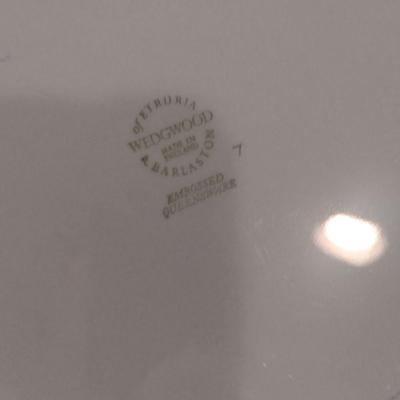 of ETRURIA
WEDGWOOD
MADE IN
ENGLAND
& BARLASTON
7
EMBOSSED
QUEENSWARE